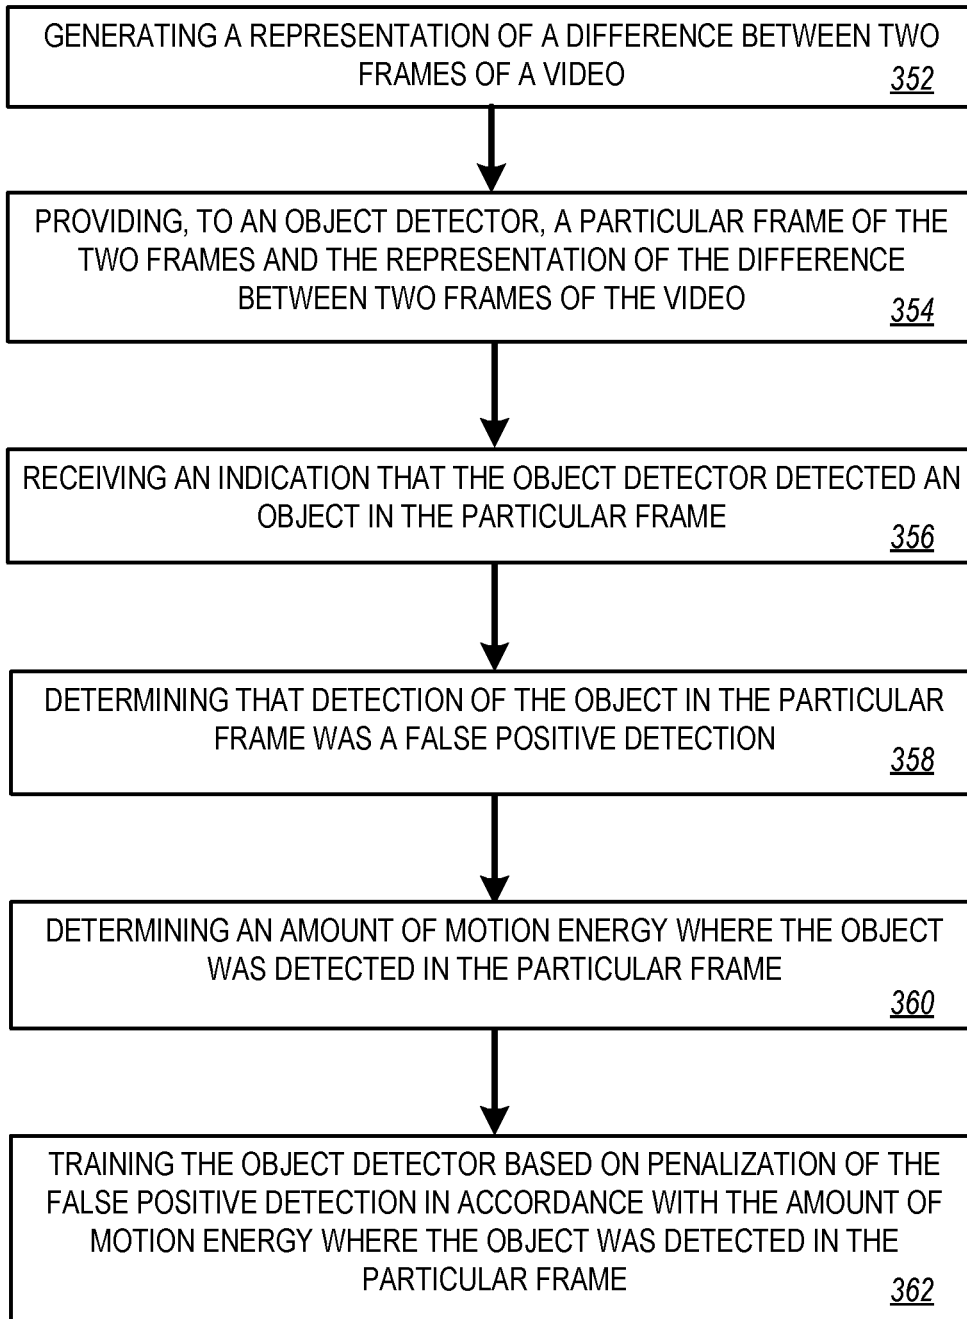 GENERATING A REPRESENTATION OF A DIFFERENCE BETWEEN TWO
FRAMES OF A VIDEO
352
PROVIDING, TO AN OBJECT DETECTOR, A PARTICULAR FRAME OF THE
TWO FRAMES AND THE REPRESENTATION OF THE DIFFERENCE
BETWEEN TWO FRAMES OF THE VIDEO
354
RECEIVING AN INDICATION THAT THE OBJECT DETECTOR DETECTED AN
OBJECT IN THE PARTICULAR FRAME
356
DETERMINING THAT DETECTION OF THE OBJECT IN THE PARTICULAR
FRAME WAS A FALSE POSITIVE DETECTION
358
DETERMINING AN AMOUNT OF MOTION ENERGY WHERE THE OBJECT
WAS DETECTED IN THE PARTICULAR FRAME
360
TRAINING THE OBJECT DETECTOR BASED ON PENALIZATION OF THE
FALSE POSITIVE DETECTION IN ACCORDANCE WITH THE AMOUNT OF
MOTION ENERGY WHERE THE OBJECT WAS DETECTED IN THE
PARTICULAR FRAME
362